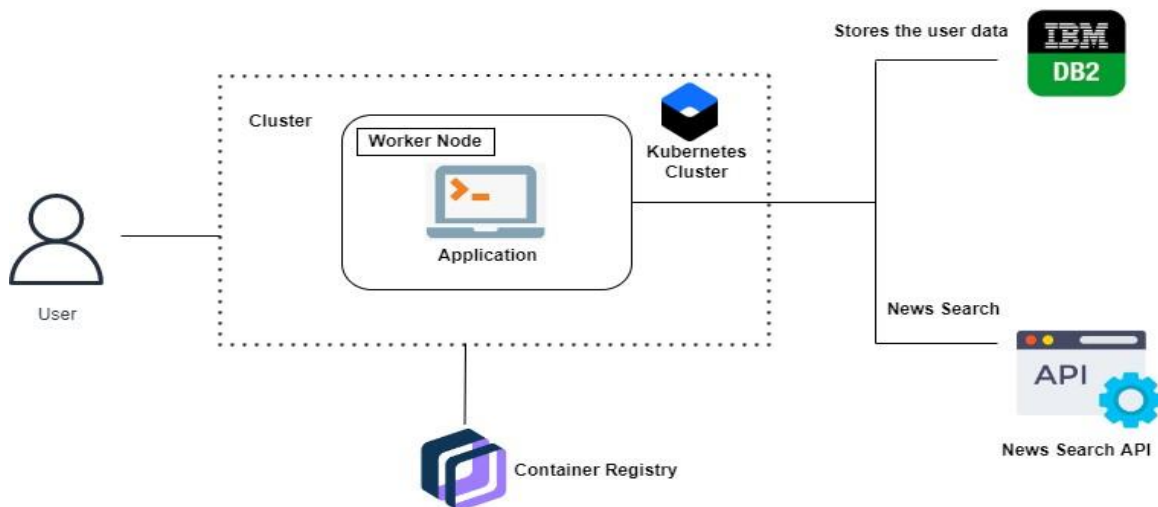 Stores the user data
IBM
DB2
Cluster
Worker Node
Kubernetes
Cluster
Application
User
News Search
API
News Search API
Container Registry